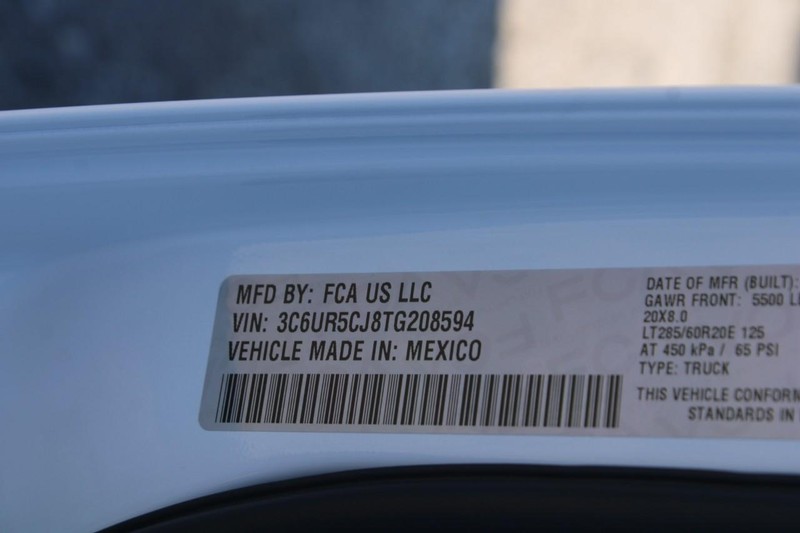 MFD BY: FCA US LLC
VIN: 3C6UR5CJ8TG208594
VEHICLE MADE IN: MEXICO
DATE OF MFR (BUILT):
GAWR FRONT: 5500
20X8.0
LT285/60R20E 125
AT 450 kPa / 65 PSI
TYPE: TRUCK
THIS VEHICLE
STANDARDS IN